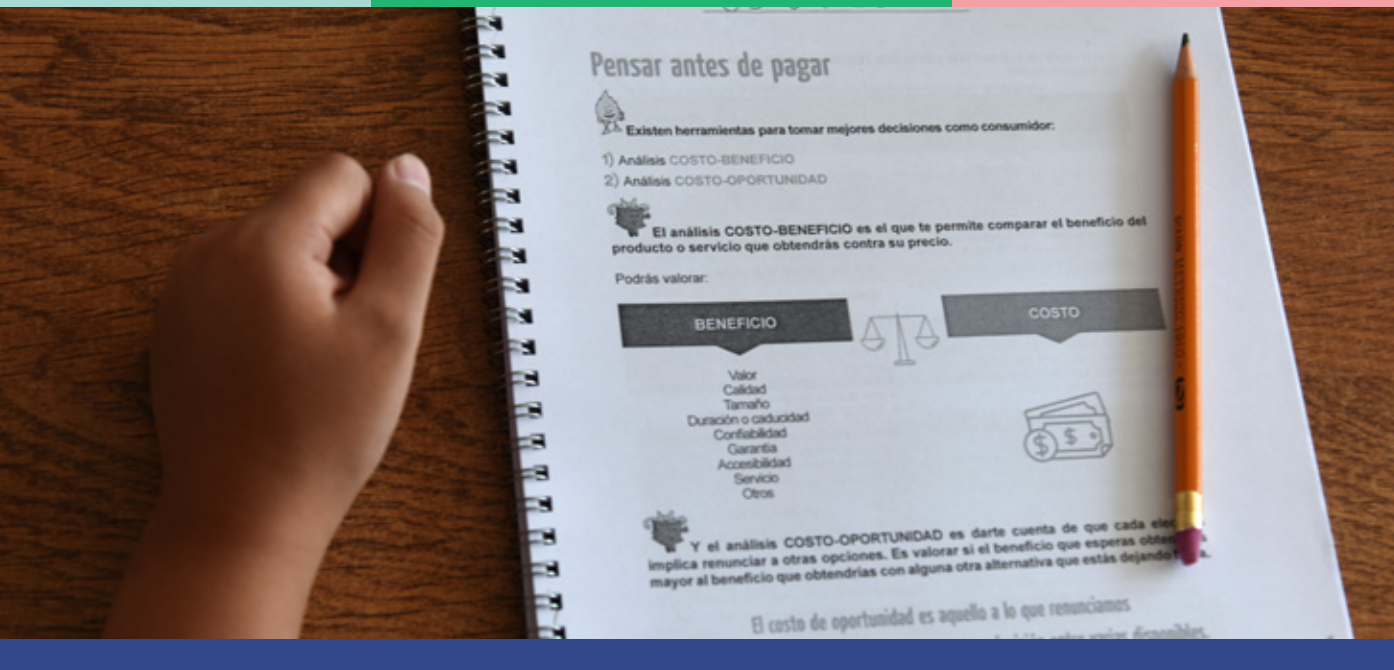 Pensar antes de pagar
Existen herramientas para tomar mejores decisiones como consumidor:
1) Análisis COSTO-BENEFICIO
2) Análisis COSTO-OPORTUNIDAD
El análisis COSTO-BENEFICIO es el que te permite comparar el beneficio del
producto o servicio que obtendrás contra su precio.
Podrás valorar:
BENEFICIO
COSTO
Valor
Calidad
Tamaño
Duración o caducidad
Confiabilidad
Garantía
Accesibilidad
Servicio
Otros
$ $
Y el análisis COSTO-OPORTUNIDAD es darte cuenta de que cada
implica renunciar a otras opciones. Es valorar si el beneficio que esperas
mayor al beneficio que obtendrías con alguna otra alternativa que estás dejando
El costo de oportunidad es aquello a lo que renunciamos
entre varias disponibles.